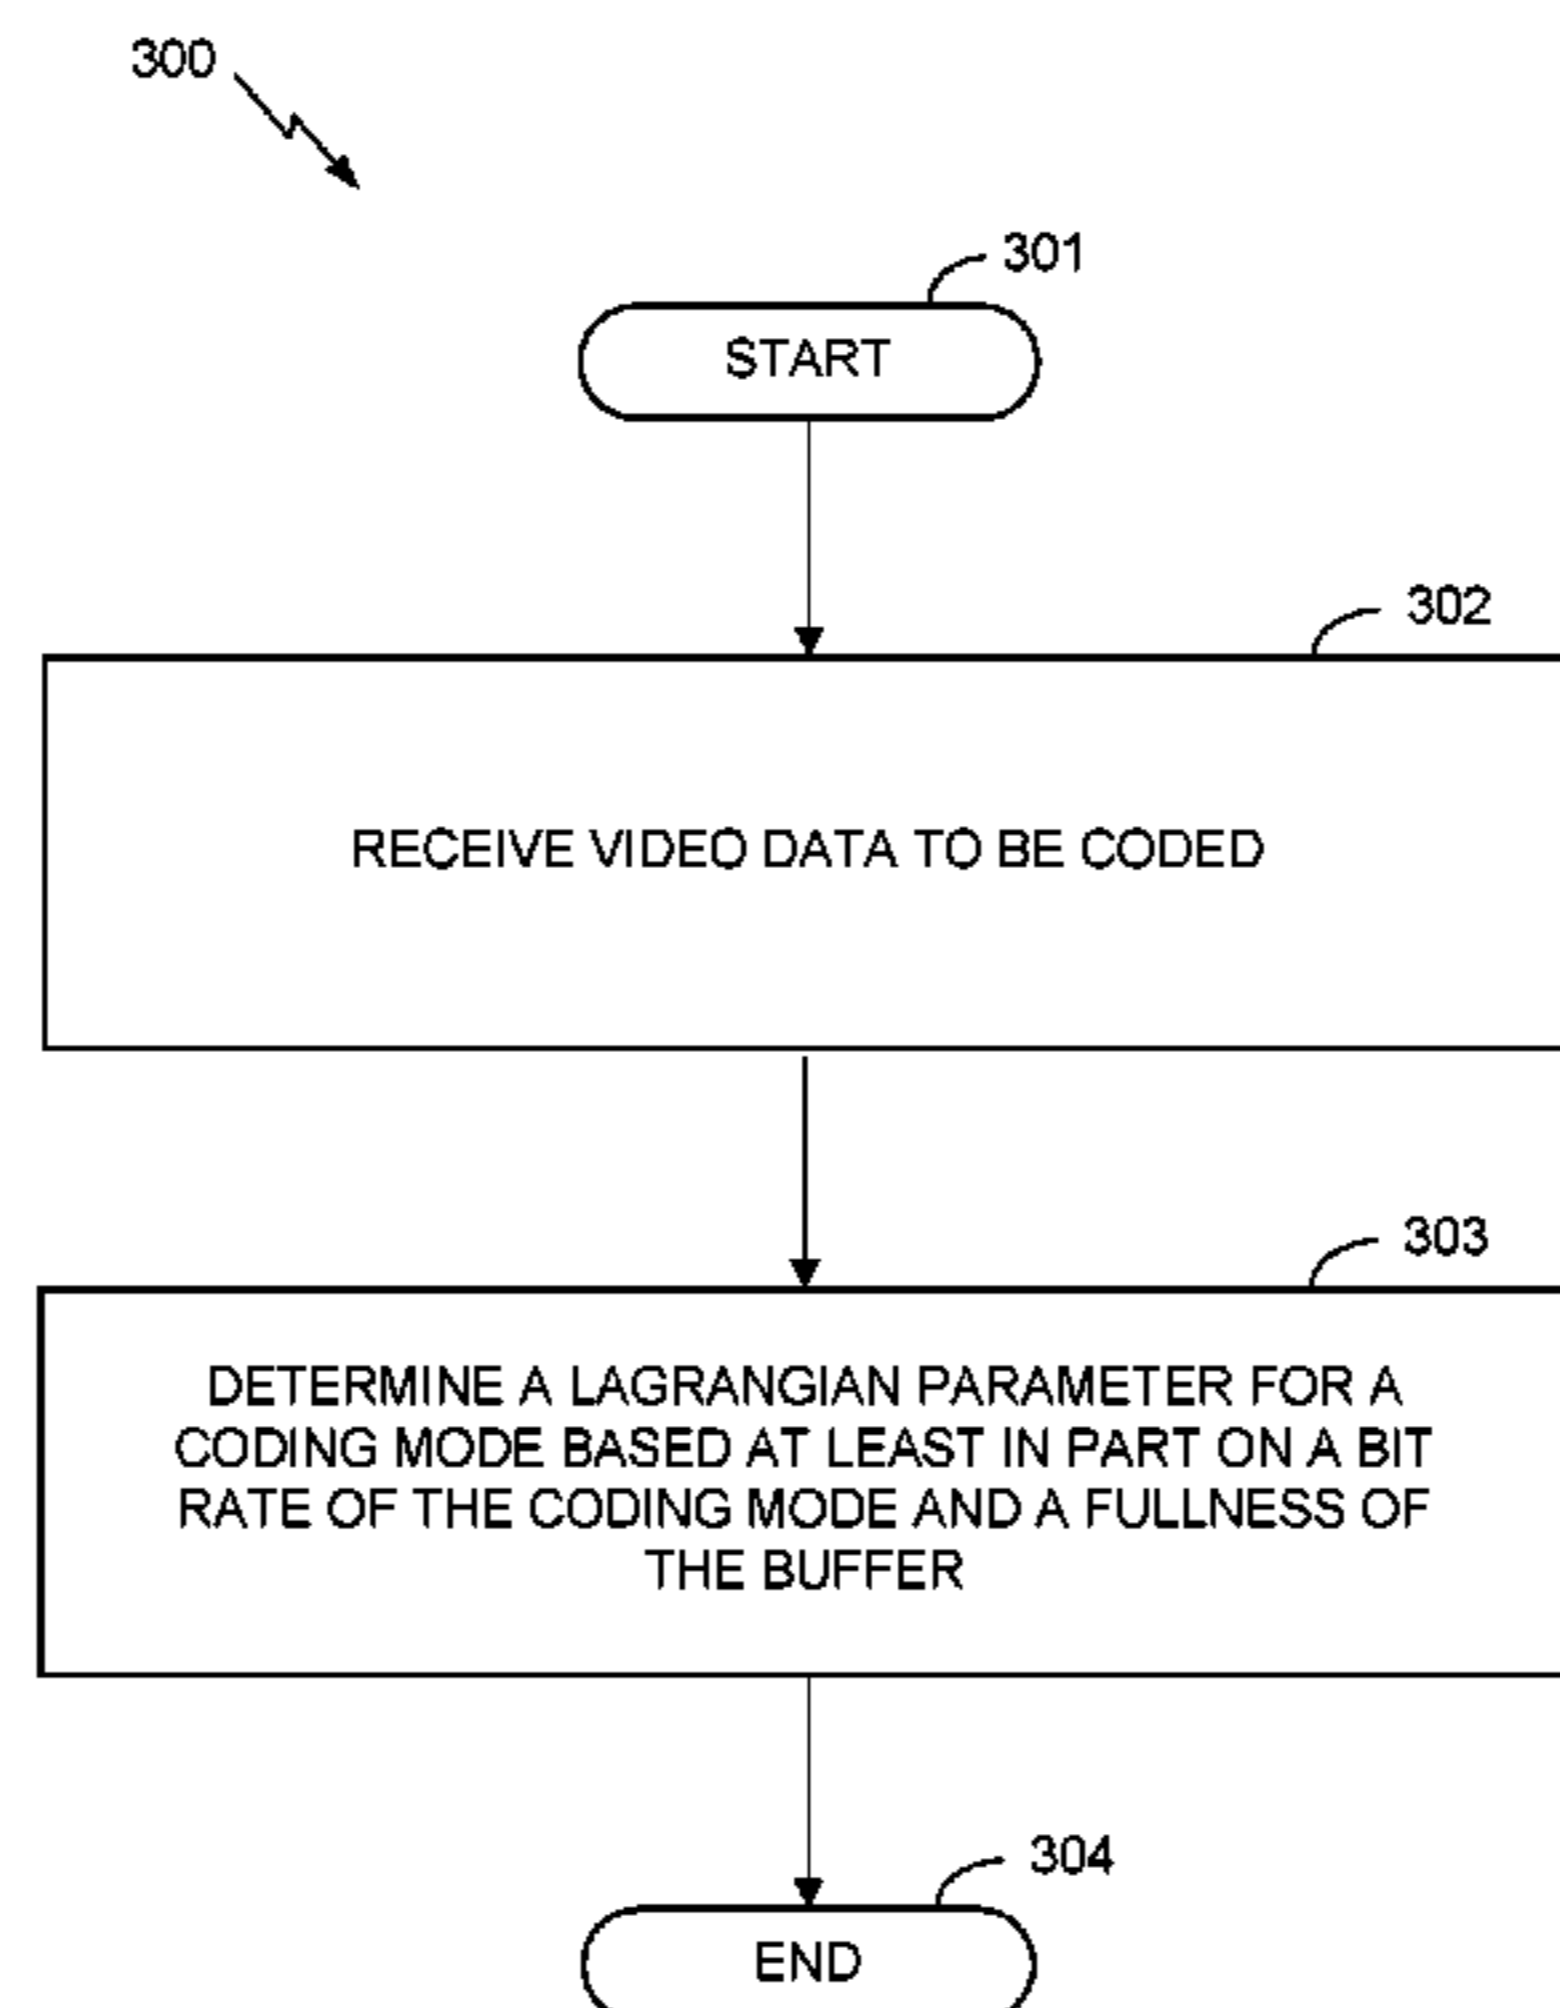 300
301
START
302
RECEIVE VIDEO DATA TO BE CODED
303
DETERMINE A LAGRANGIAN PARAMETER FOR A
CODING MODE BASED AT LEAST IN PART ON A BIT
RATE OF THE CODING MODE AND A FULLNESS OF
THE BUFFER
304
END